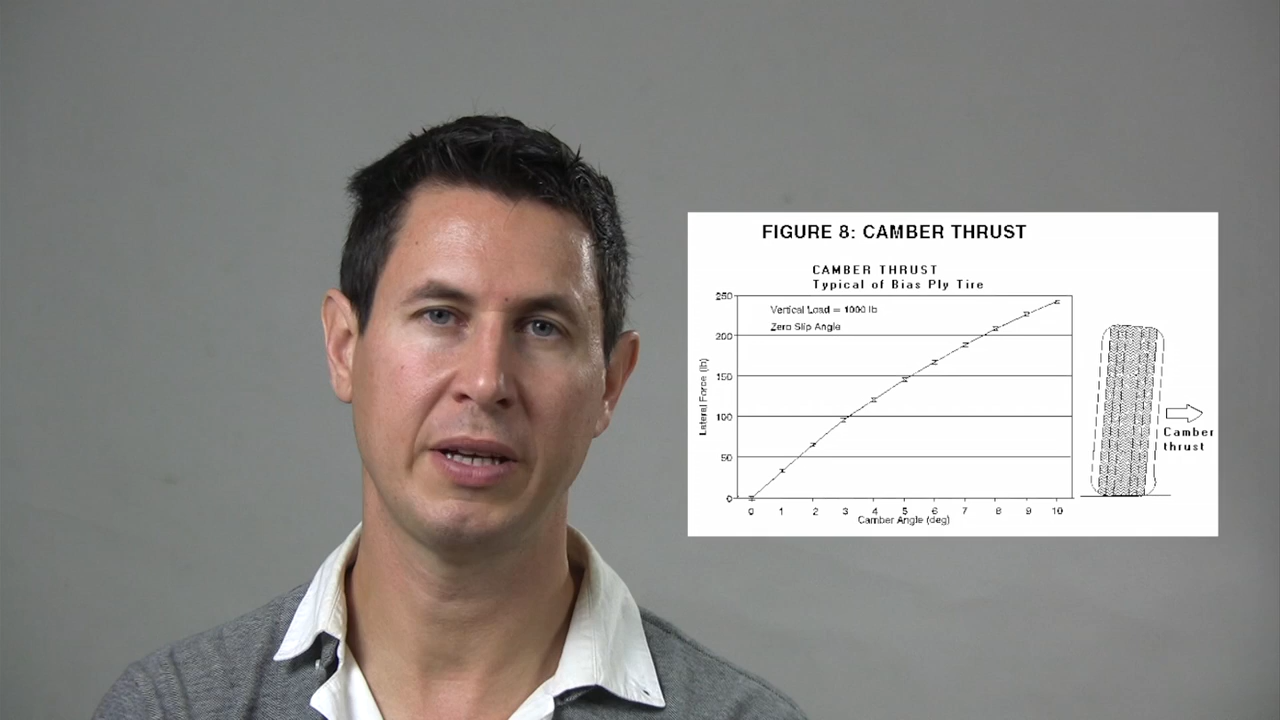 FIGURE 8: CAMBER THRUST
CAMBER THRUST
Typical of Bias Ply Tire
Vertical Load = 1000 lb
Zero Slip Angle
250
200
150
100
50
0
Lateral Force (lb)
0 1 2 3 4 5 6 7 8 9 10
Camber Angle (deg)
Camber
thrust